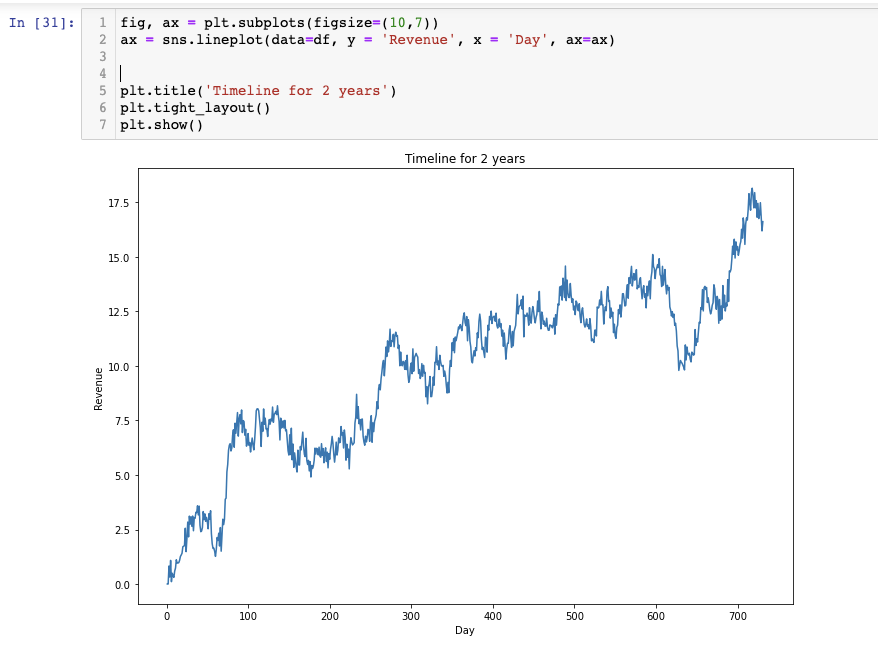 In [31]:
1 fig, ax = plt.subplots(figsize=(10,7))
2 ax = sns.lineplot(data=df, y = 'Revenue', x = 'Day', ax=ax)
3
4
5 plt.title('Timeline for 2 years')
6 plt.tight_layout()
7 plt.show()
Timeline for 2 years
17.5
15.0
12.5
10.0
7.5
5.0
2.5
0.0
Revenue
0 100 200 300 400 500 600 700
Day